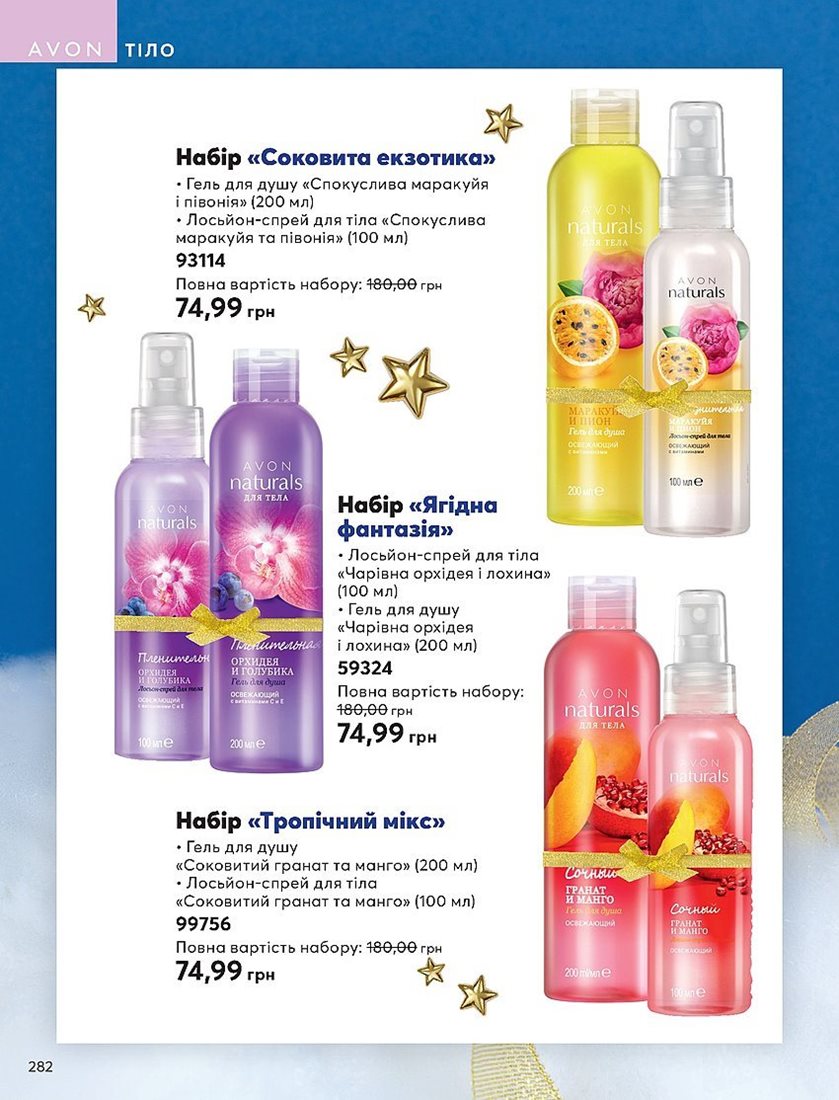 AVON ТІЛО
Набір «Соковита екзотика»
• Гель для душу «Спокуслива маракуйя
і півонія» (200 мл)
• Лосьйон-спрей для тіла «Спокуслива
маракуйя та півонія» (100 мл)
93114
Повна вартість набору: 180,00 грн
74,99 грн
AVON
naturals
ДЛЯ ТЕЛА
МАРАКУЙЯ
И ПИОН
Гель для душа
ОСВЕЖАЮЩИЙ
с витаминами
200 мл e
AVON
naturals
МАРАКУЙЯ
И ПИОН
Лосьон-спрей для тела
ОСВЕЖАЮЩИЙ
с витаминами
100 мл e
AVON
naturals
Пленительн
ОРХИДЕЯ
И ГОЛУБИКА
Лосьон-спрей для тела
ОСВЕЖАЮЩИЙ
с витаминами С и Е
100 мл e
AVON
naturals
ДЛЯ ТЕЛА
Пленительная
ОРХИДЕЯ
И ГОЛУБИКА
Гель для душа
ОСВЕЖАЮЩИЙ
с витаминами С и Е
200 мл e
Набір «Ягідна
фантазія»
• Лосьйон-спрей для тіла
«Чарівна орхідея і лохина»
(100 мл)
• Гель для душу
«Чарівна орхідея
і лохина» (200 мл)
59324
Повна вартість набору:
180,00 грн
74,99 грн
AVON
naturals
ДЛЯ ТЕЛА
Сочный
ГРАНАТ
И МАНГО
Гель для душа
ОСВЕЖАЮЩИЙ
200 ml/мл e
AVON
naturals
Сочный
ГРАНАТ
И МАНГО
ОСВЕЖАЮЩИЙ
100 мл e
Набір «Тропічний мікс»
• Гель для душу
«Соковитий гранат та манго» (200 мл)
• Лосьйон-спрей для тіла
«Соковитий гранат та манго» (100 мл)
99756
Повна вартість набору: 180,00 грн
74,99 грн
282